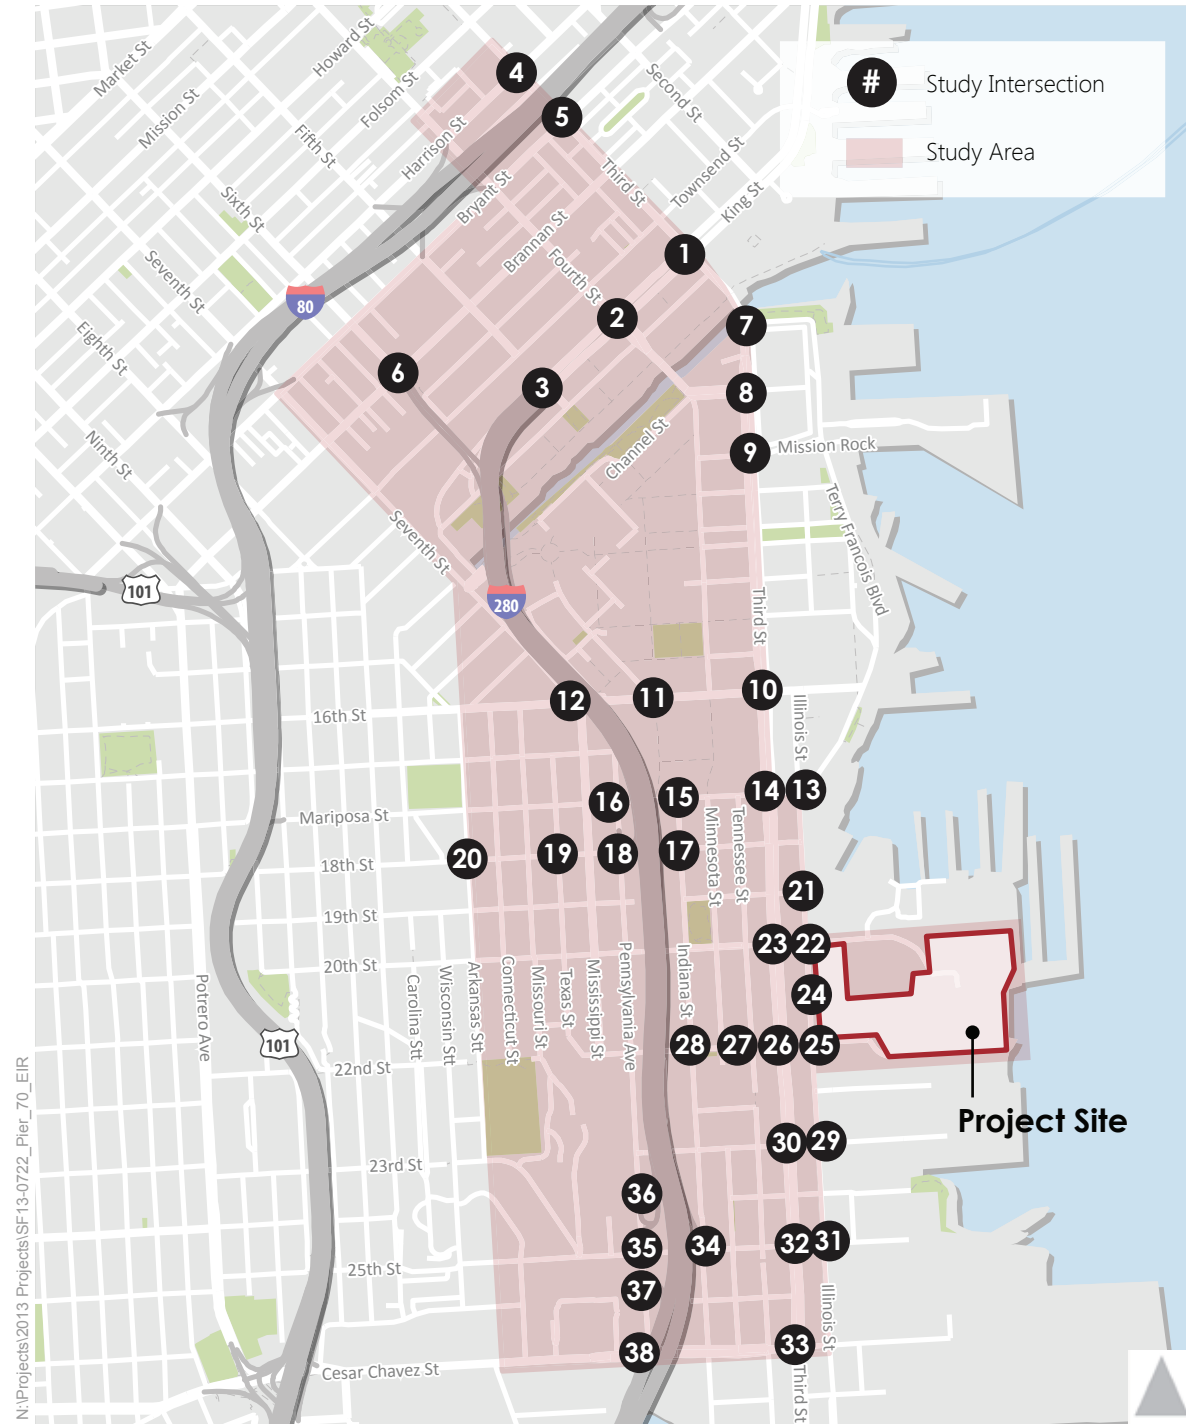 #
Study Intersection
Study Area
Market St
Howard St
Mission St
Folsom St
Fifth St
Harrison St
Second St
Third St
Townsend St
King St
Sixth St
Bryant St
Brannan St
Fourth St
Seventh St
Eighth St
Ninth St
80
4
5
1
2
7
6
3
8
9
Mission Rock
Channel St
Terry Francois Blvd
Seventh St
101
280
Third St
16th St
12
11
10
Illinois St
Mariposa St
16
15
14
13
18th St
20
19
18
17
Minnesota St
Tennessee St
21
19th St
23
22
20th St
24
Potrero Ave
Carolina Stt
Wisconsin Stt
Arkansas Stt
Connecticut St
Missouri St
Texas St
Mississippi St
Pennsylvania Ave
Indiana St
101
22nd St
28
27
26
25
Project Site
23rd St
30
29
36
35
34
32
31
25th St
37
Illinois St
38
33
Cesar Chavez St
Third St
N:\Projects\2013 Projects\SF13-0722_Pier_70_EIR